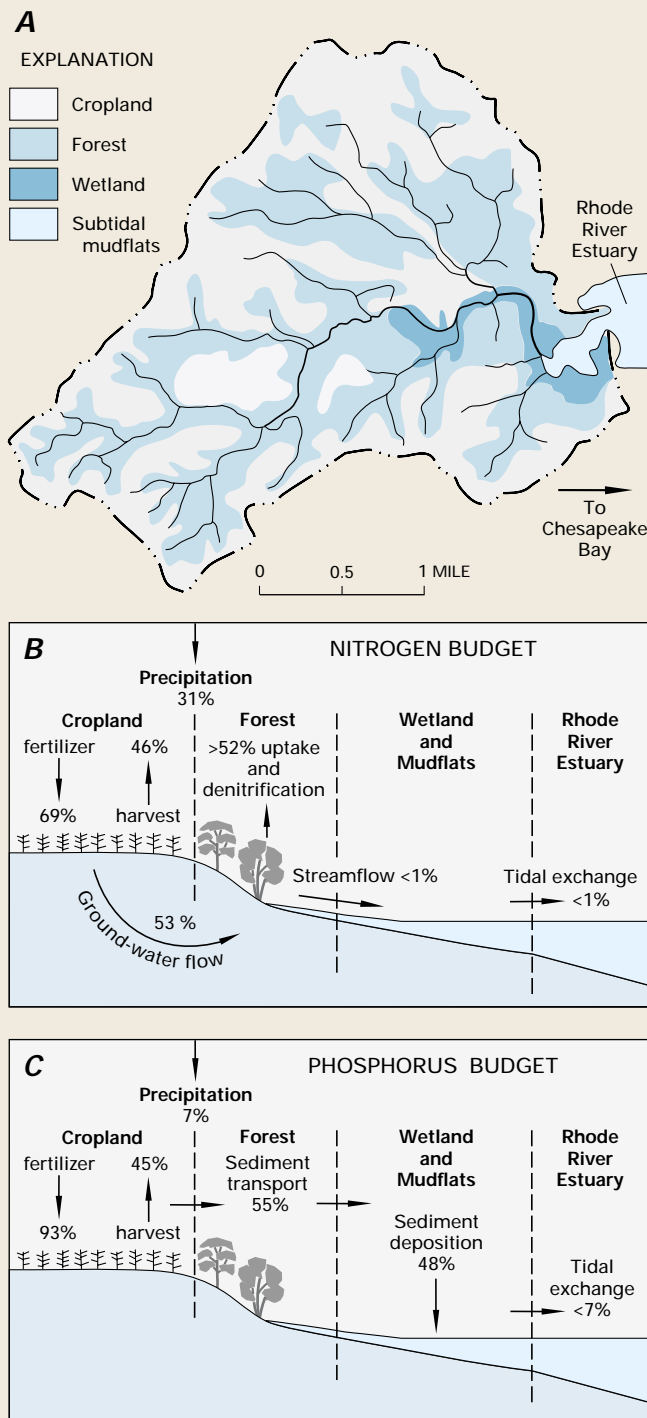 A
EXPLANATION
Cropland
Forest
Wetland
Subtidal
mudflats
Rhode
River
Estuary
To
Chesapeake
Bay
0 0.5 1 MILE
B
NITROGEN BUDGET
Precipitation
31%
Cropland
fertilizer
69%
46%
harvest
Forest
>52% uptake
and
denitrification
Wetland
and
Mudflats
Rhode
River
Estuary
Streamflow <1%
Tidal exchange
<1%
53 %
Ground-water flow
C
PHOSPHORUS BUDGET
Precipitation
7%
Cropland
fertilizer
93%
45%
harvest
Forest
Sediment
transport
55%
Wetland
and
Mudflats
Sediment
deposition
48%
Rhode
River
Estuary
Tidal
exchange
<7%